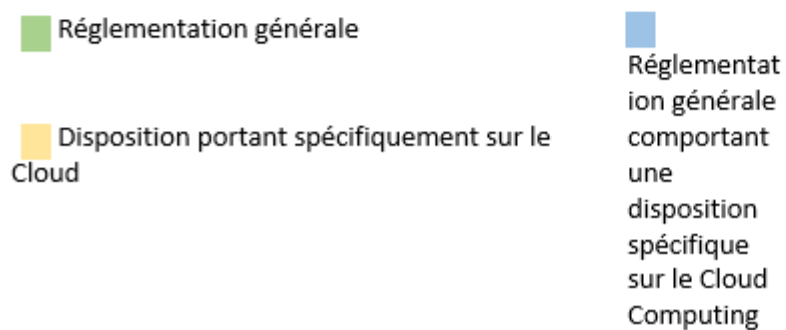 Réglementation générale
Disposition portant spécifiquement sur le
Cloud
Réglementat
ion générale
comportant
une
disposition
spécifique
sur le Cloud
Computing